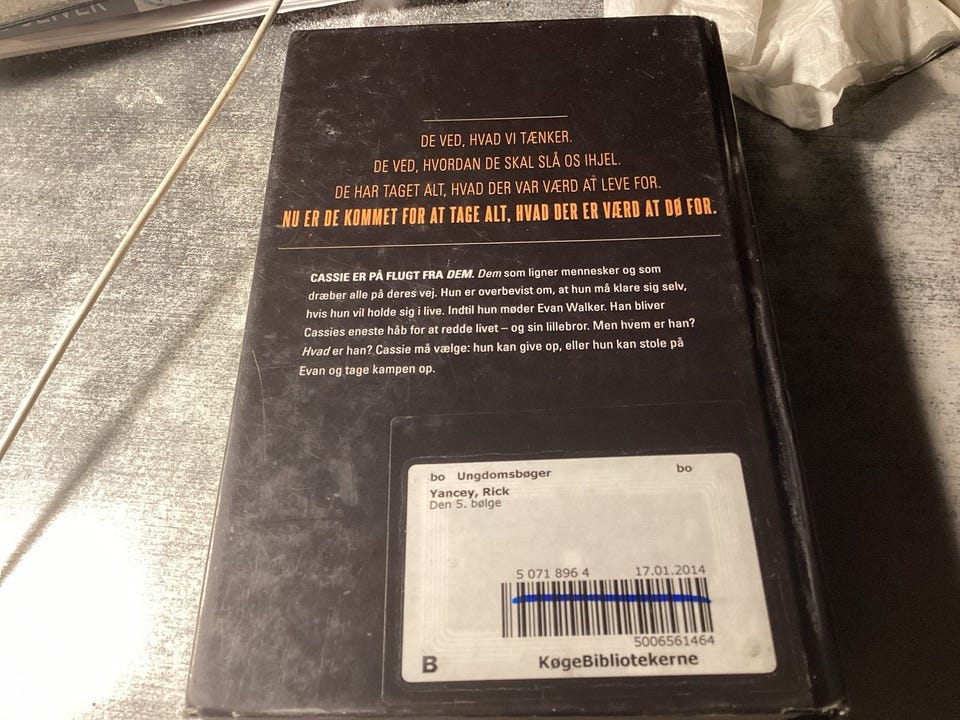 DE VED, HVAD VI TÆNKER.
DE VED, HVORDAN DE SKAL SLÅ OS IHJEL.
DE HAR TAGET ALT, HVAD DER VAR VÆRD AT LEVE FOR.
NU ER DE KOMMET FOR AT TAGE ALT, HVAD DER ER VÆRD AT DØ FOR.
CASSIE ER PÅ FLUGT FRA DEM. Dem som ligner mennesker og som
dræber alle på deres vej. Hun er overbevist om, at hun må klare sig selv,
hvis hun vil holde sig i live. Indtil hun møder Evan Walker. Han bliver
Cassies eneste håb for at redde livet – og sin lillebror. Men hvem er han?
Hvad er han? Cassie må vælge: hun kan give op, eller hun kan stole på
Evan og tage kampen op.
bo Ungdomsbøger bo
Yancey, Rick
Den 5. bølge
5 071 896 4 17.01.2014
5006561464
B KøgeBibliotekerne